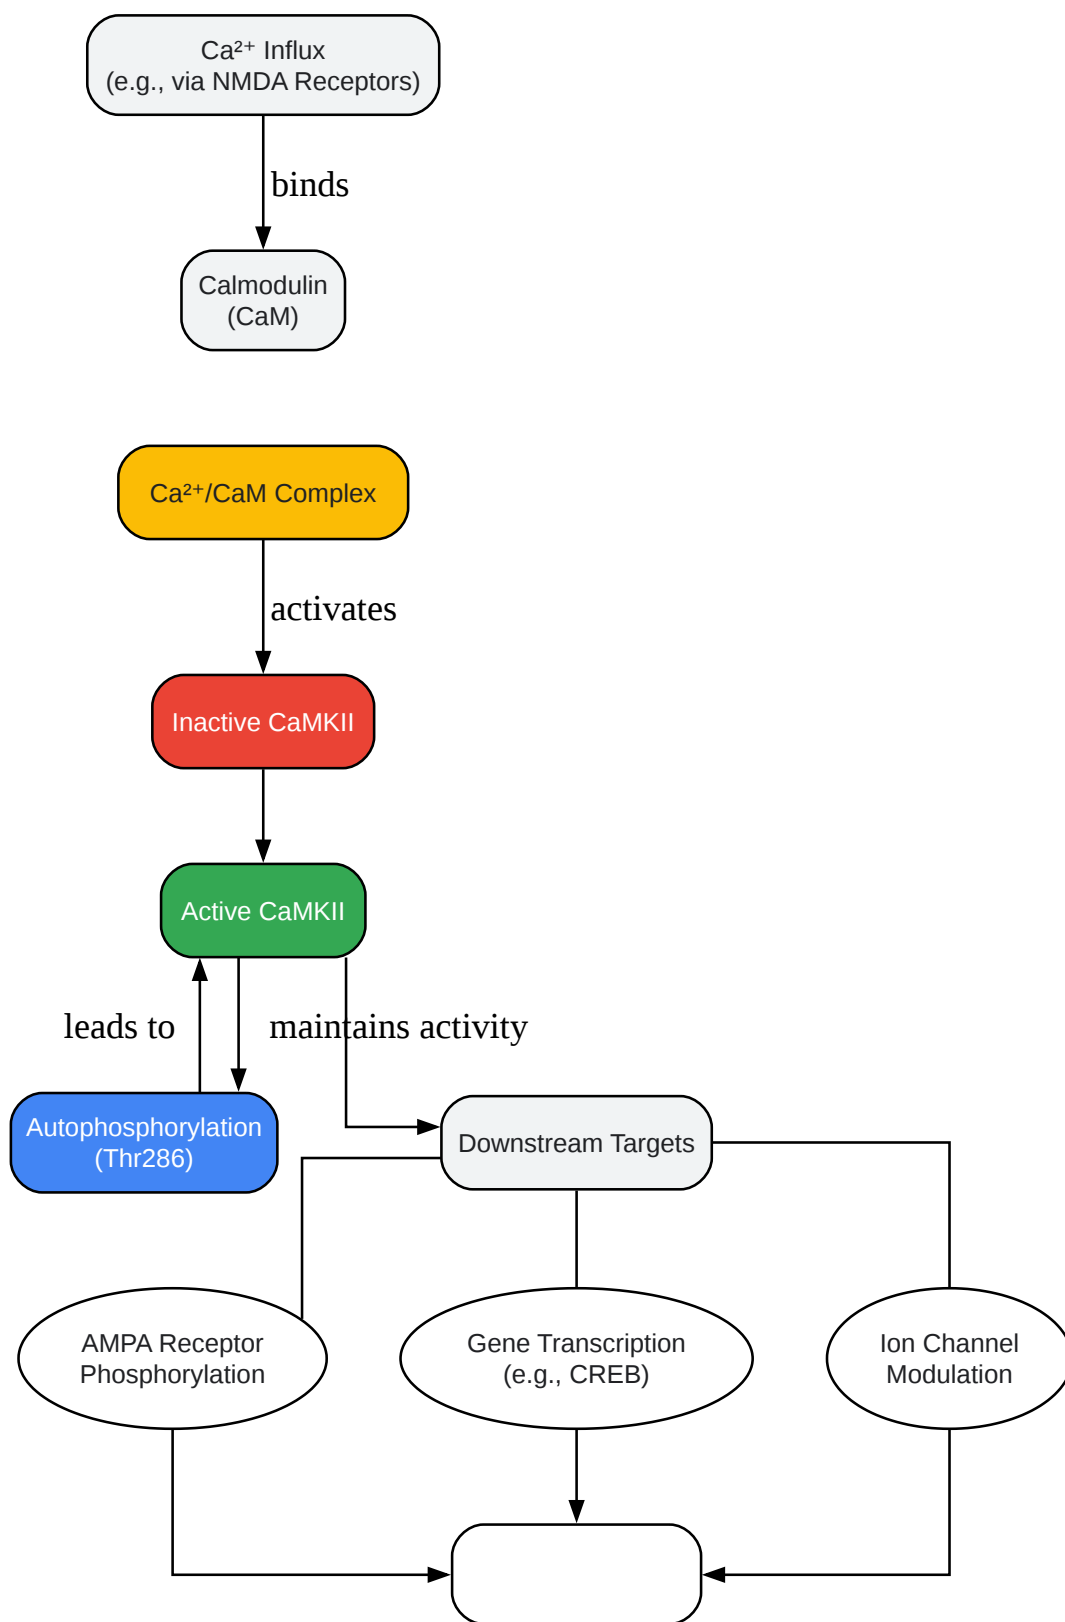 Ca²⁺ Influx
(e.g., via NMDA Receptors)
binds
Calmodulin
(CaM)
Ca²⁺/CaM Complex
activates
Inactive CaMKII
Active CaMKII
leads to
maintains activity
Autophosphorylation
(Thr286)
Downstream Targets
AMPA Receptor
Phosphorylation
Gene Transcription
(e.g., CREB)
Ion Channel
Modulation